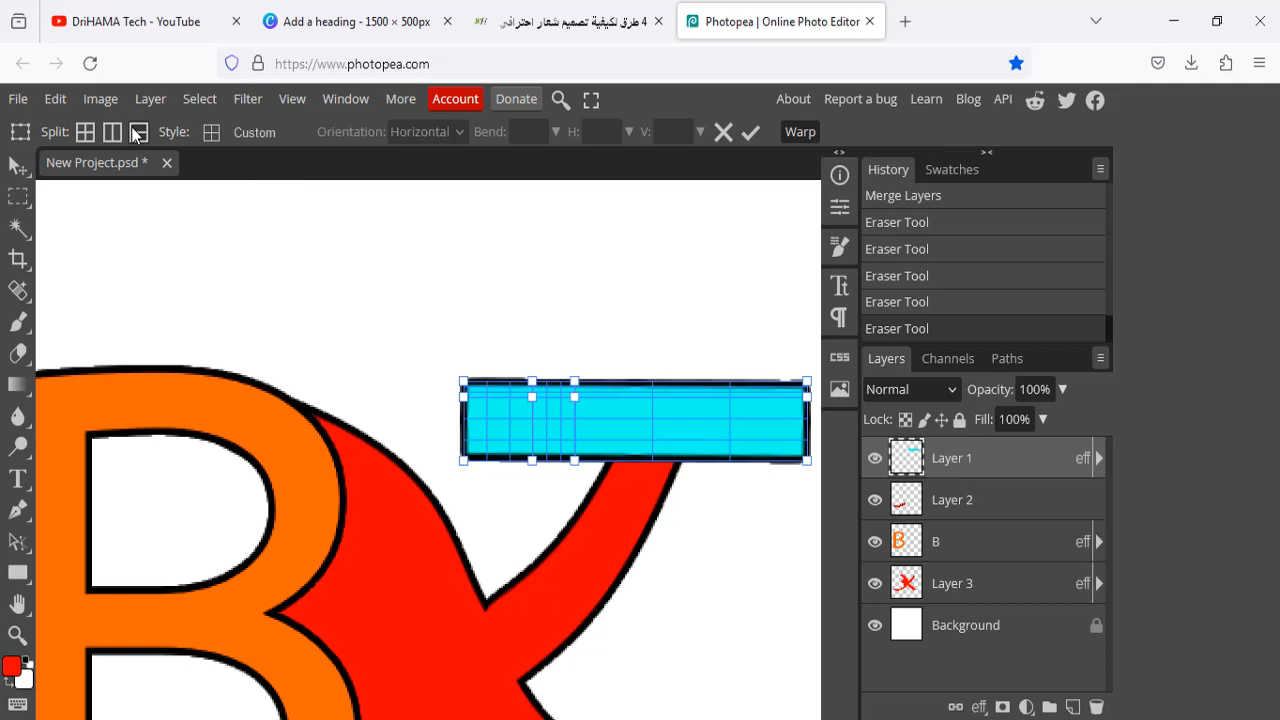 DriHAMA Tech - YouTube
Add a heading - 1500 × 500px
4 طرق لكيفية تصميم شعار احترافي
Photopea | Online Photo Editor
https://www.photopea.com
File Edit Image Layer Select Filter View Window More Account Donate
About Report a bug Learn Blog API
Split: Style: Custom Orientation: Horizontal Bend: H: V: Warp
New Project.psd *
History Swatches
Merge Layers
Eraser Tool
Eraser Tool
Eraser Tool
Eraser Tool
Eraser Tool
Layers Channels Paths
Normal Opacity: 100%
Lock: Fill: 100%
Layer 1 eff
Layer 2
B eff
Layer 3 eff
Background
eff
CSS
B